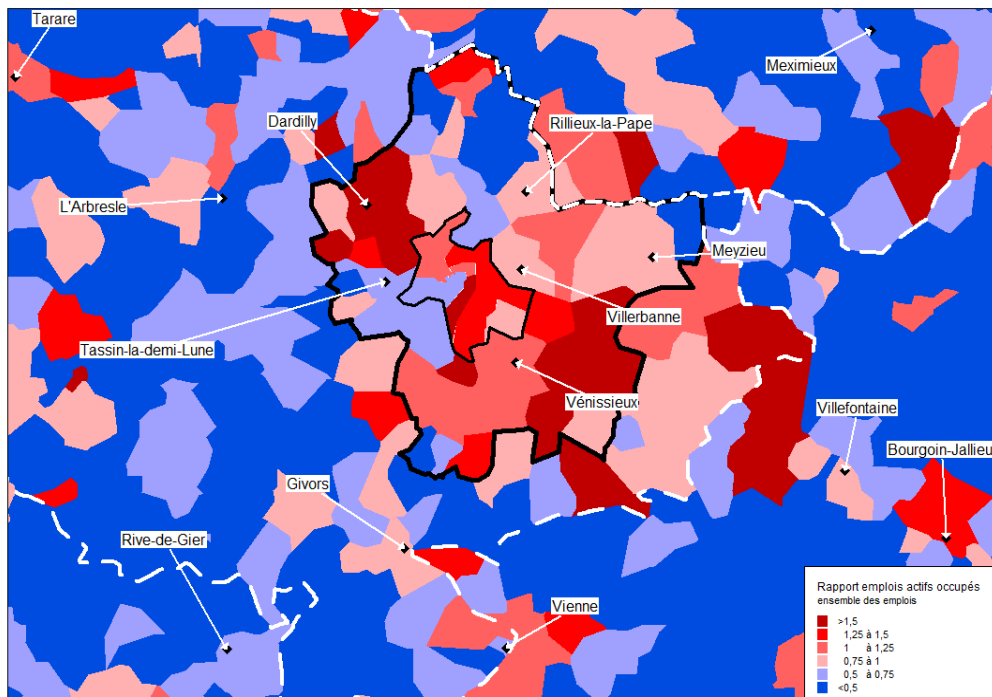 Tarare
Meximieux
Dardilly
Rillieux-la-Pape
L'Arbresle
Meyzieu
Villerbanne
Tassin-la-demi-Lune
Vénissieux
Villefontaine
Bourgoin-Jallieu
Givors
Rive-de-Gier
Vienne
Rapport emplois actifs occupés
ensemble des emplois
>1,5
1,25 à 1,5
1 à 1,25
0,75 à 1
0,5 à 0,75
<0,5